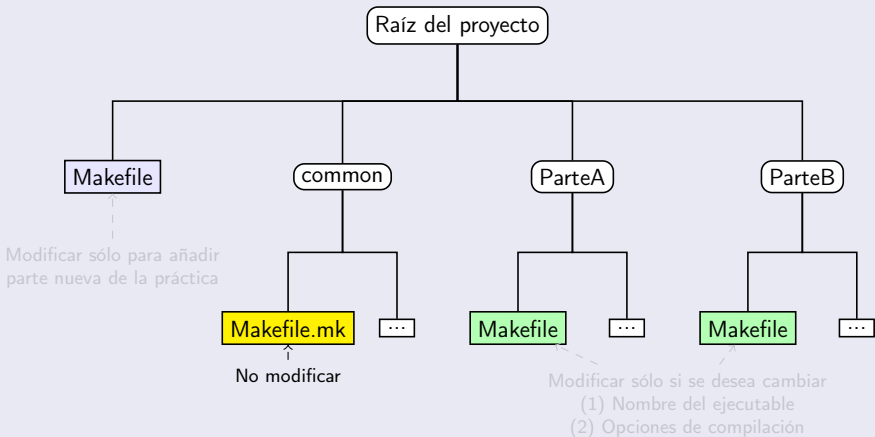 Raíz del proyecto
Makefile
common
ParteA
ParteB
Modificar sólo para añadir
parte nueva de la práctica
Makefile.mk
...
Makefile
...
Makefile
...
No modificar
Modificar sólo si se desea cambiar
(1) Nombre del ejecutable
(2) Opciones de compilación